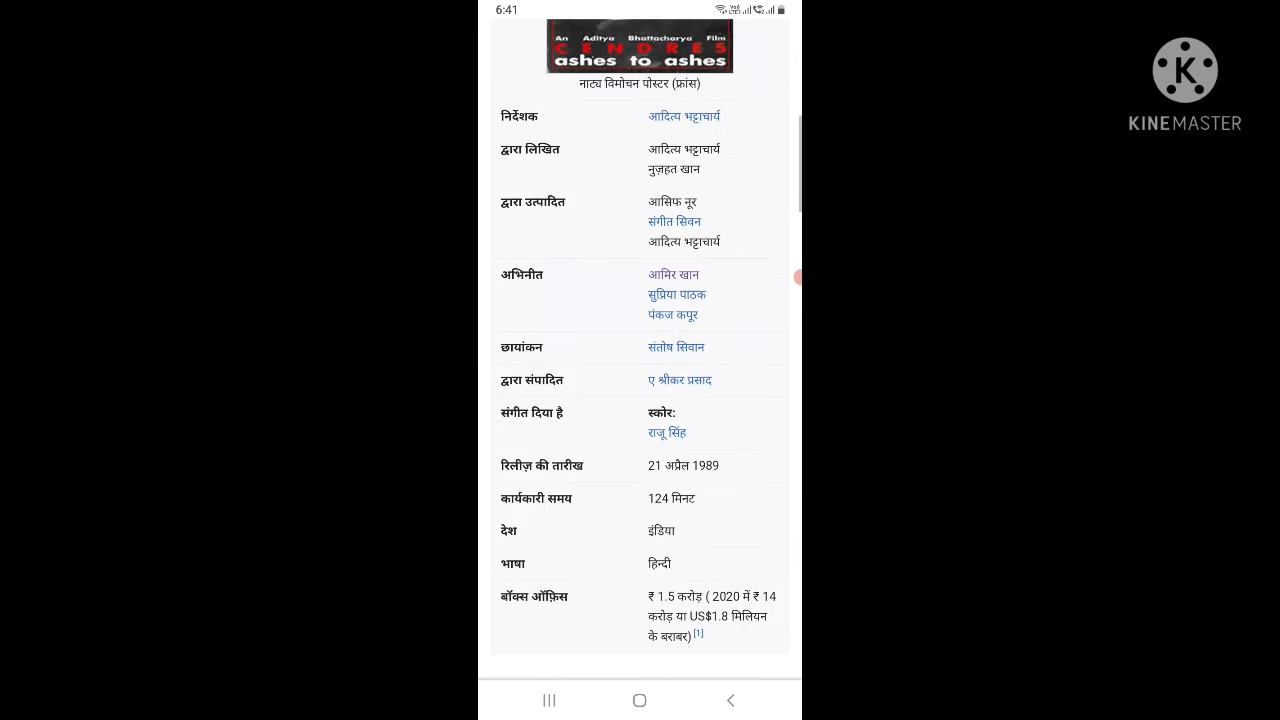 6:41
An Aditya Bhattacharya Film
CENDRES
ashes to ashes
नाट्य विमोचन पोस्टर (फ्रांस)
निर्देशक आदित्य भट्टाचार्य
द्वारा लिखित आदित्य भट्टाचार्य
नुज़हत खान
द्वारा उत्पादित आसिफ नूर
संगीत सिवन
आदित्य भट्टाचार्य
अभिनीत आमिर खान
सुप्रिया पाठक
पंकज कपूर
छायांकन संतोष सिवान
द्वारा संपादित ए श्रीकर प्रसाद
संगीत दिया है स्कोर:
राजू सिंह
रिलीज़ की तारीख 21 अप्रैल 1989
कार्यकारी समय 124 मिनट
देश इंडिया
भाषा हिन्दी
बॉक्स ऑफ़िस ₹ 1.5 करोड़ ( 2020 में ₹ 14
करोड़ या US$1.8 मिलियन
के बराबर) [1]
K
KINEMASTER